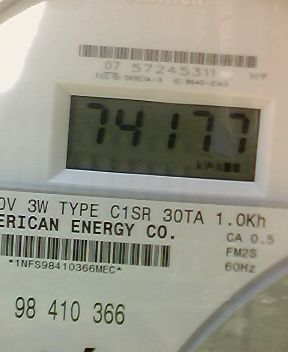 07 57245311
74177
kWh
0V 3W TYPE C1SR 30TA 1.0Kh
ERICAN ENERGY CO.
CA 0.5
FM2S
60Hz
*1NFS98410366MEC*
98 410 366